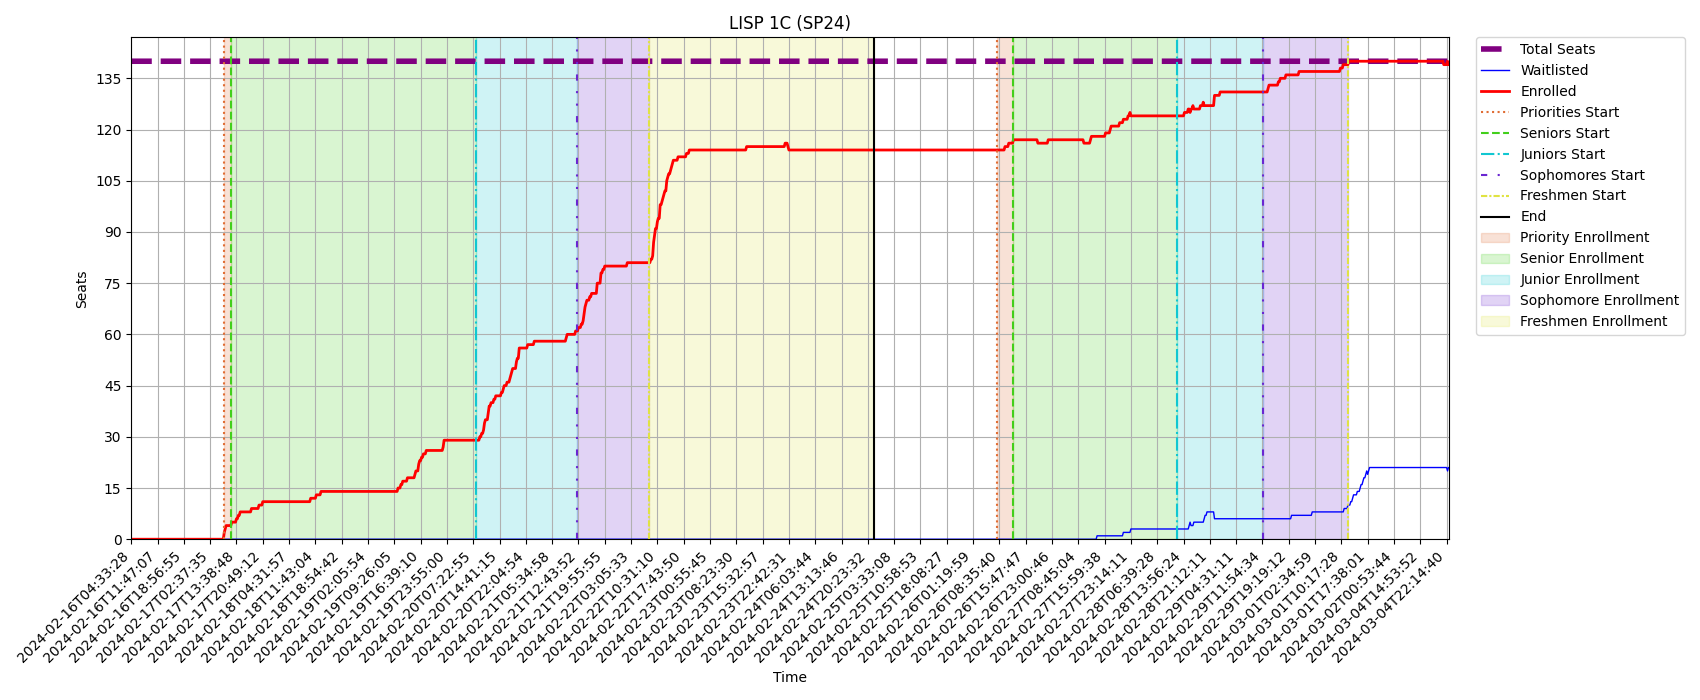 LISP 1C (SP24)
Seats
135
120
105
90
75
60
45
30
15
0
2024-02-16T04:33:28
2024-02-16T11:47:07
2024-02-16T18:56:55
2024-02-17T02:37:35
2024-02-17T13:38:48
2024-02-17T20:49:12
2024-02-18T04:31:57
2024-02-18T11:43:04
2024-02-18T18:54:42
2024-02-19T02:05:54
2024-02-19T09:26:05
2024-02-19T16:39:10
2024-02-19T23:55:00
2024-02-20T07:22:55
2024-02-20T14:41:15
2024-02-20T22:04:54
2024-02-21T05:34:58
2024-02-21T12:43:52
2024-02-21T19:55:55
2024-02-22T03:05:33
2024-02-22T10:31:10
2024-02-22T17:43:50
2024-02-23T00:55:45
2024-02-23T08:23:30
2024-02-23T15:32:57
2024-02-23T22:42:31
2024-02-24T06:03:44
2024-02-24T13:13:46
2024-02-24T20:23:32
2024-02-25T03:33:08
2024-02-25T10:58:53
2024-02-25T18:08:27
2024-02-26T01:19:59
2024-02-26T08:35:40
2024-02-26T15:47:47
2024-02-26T23:00:46
2024-02-27T08:45:04
2024-02-27T15:59:38
2024-02-27T23:14:11
2024-02-28T06:39:28
2024-02-28T13:56:24
2024-02-28T21:12:11
2024-02-29T04:31:11
2024-02-29T11:54:34
2024-02-29T19:19:12
2024-03-01T02:34:59
2024-03-01T10:17:28
2024-03-01T17:38:01
2024-03-02T00:53:44
2024-03-04T14:53:52
2024-03-04T22:14:40
Time
Total Seats
Waitlisted
Enrolled
Priorities Start
Seniors Start
Juniors Start
Sophomores Start
Freshmen Start
End
Priority Enrollment
Senior Enrollment
Junior Enrollment
Sophomore Enrollment
Freshmen Enrollment